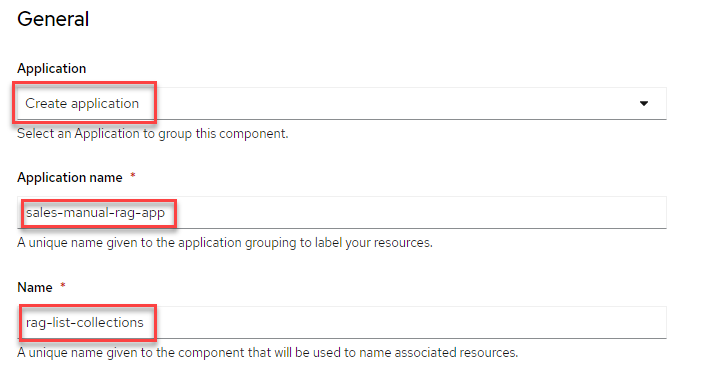 General
Application
Create application
Select an Application to group this component.
Application name *
sales-manual-rag-app
A unique name given to the application grouping to label your resources.
Name *
rag-list-collections
A unique name given to the component that will be used to name associated resources.